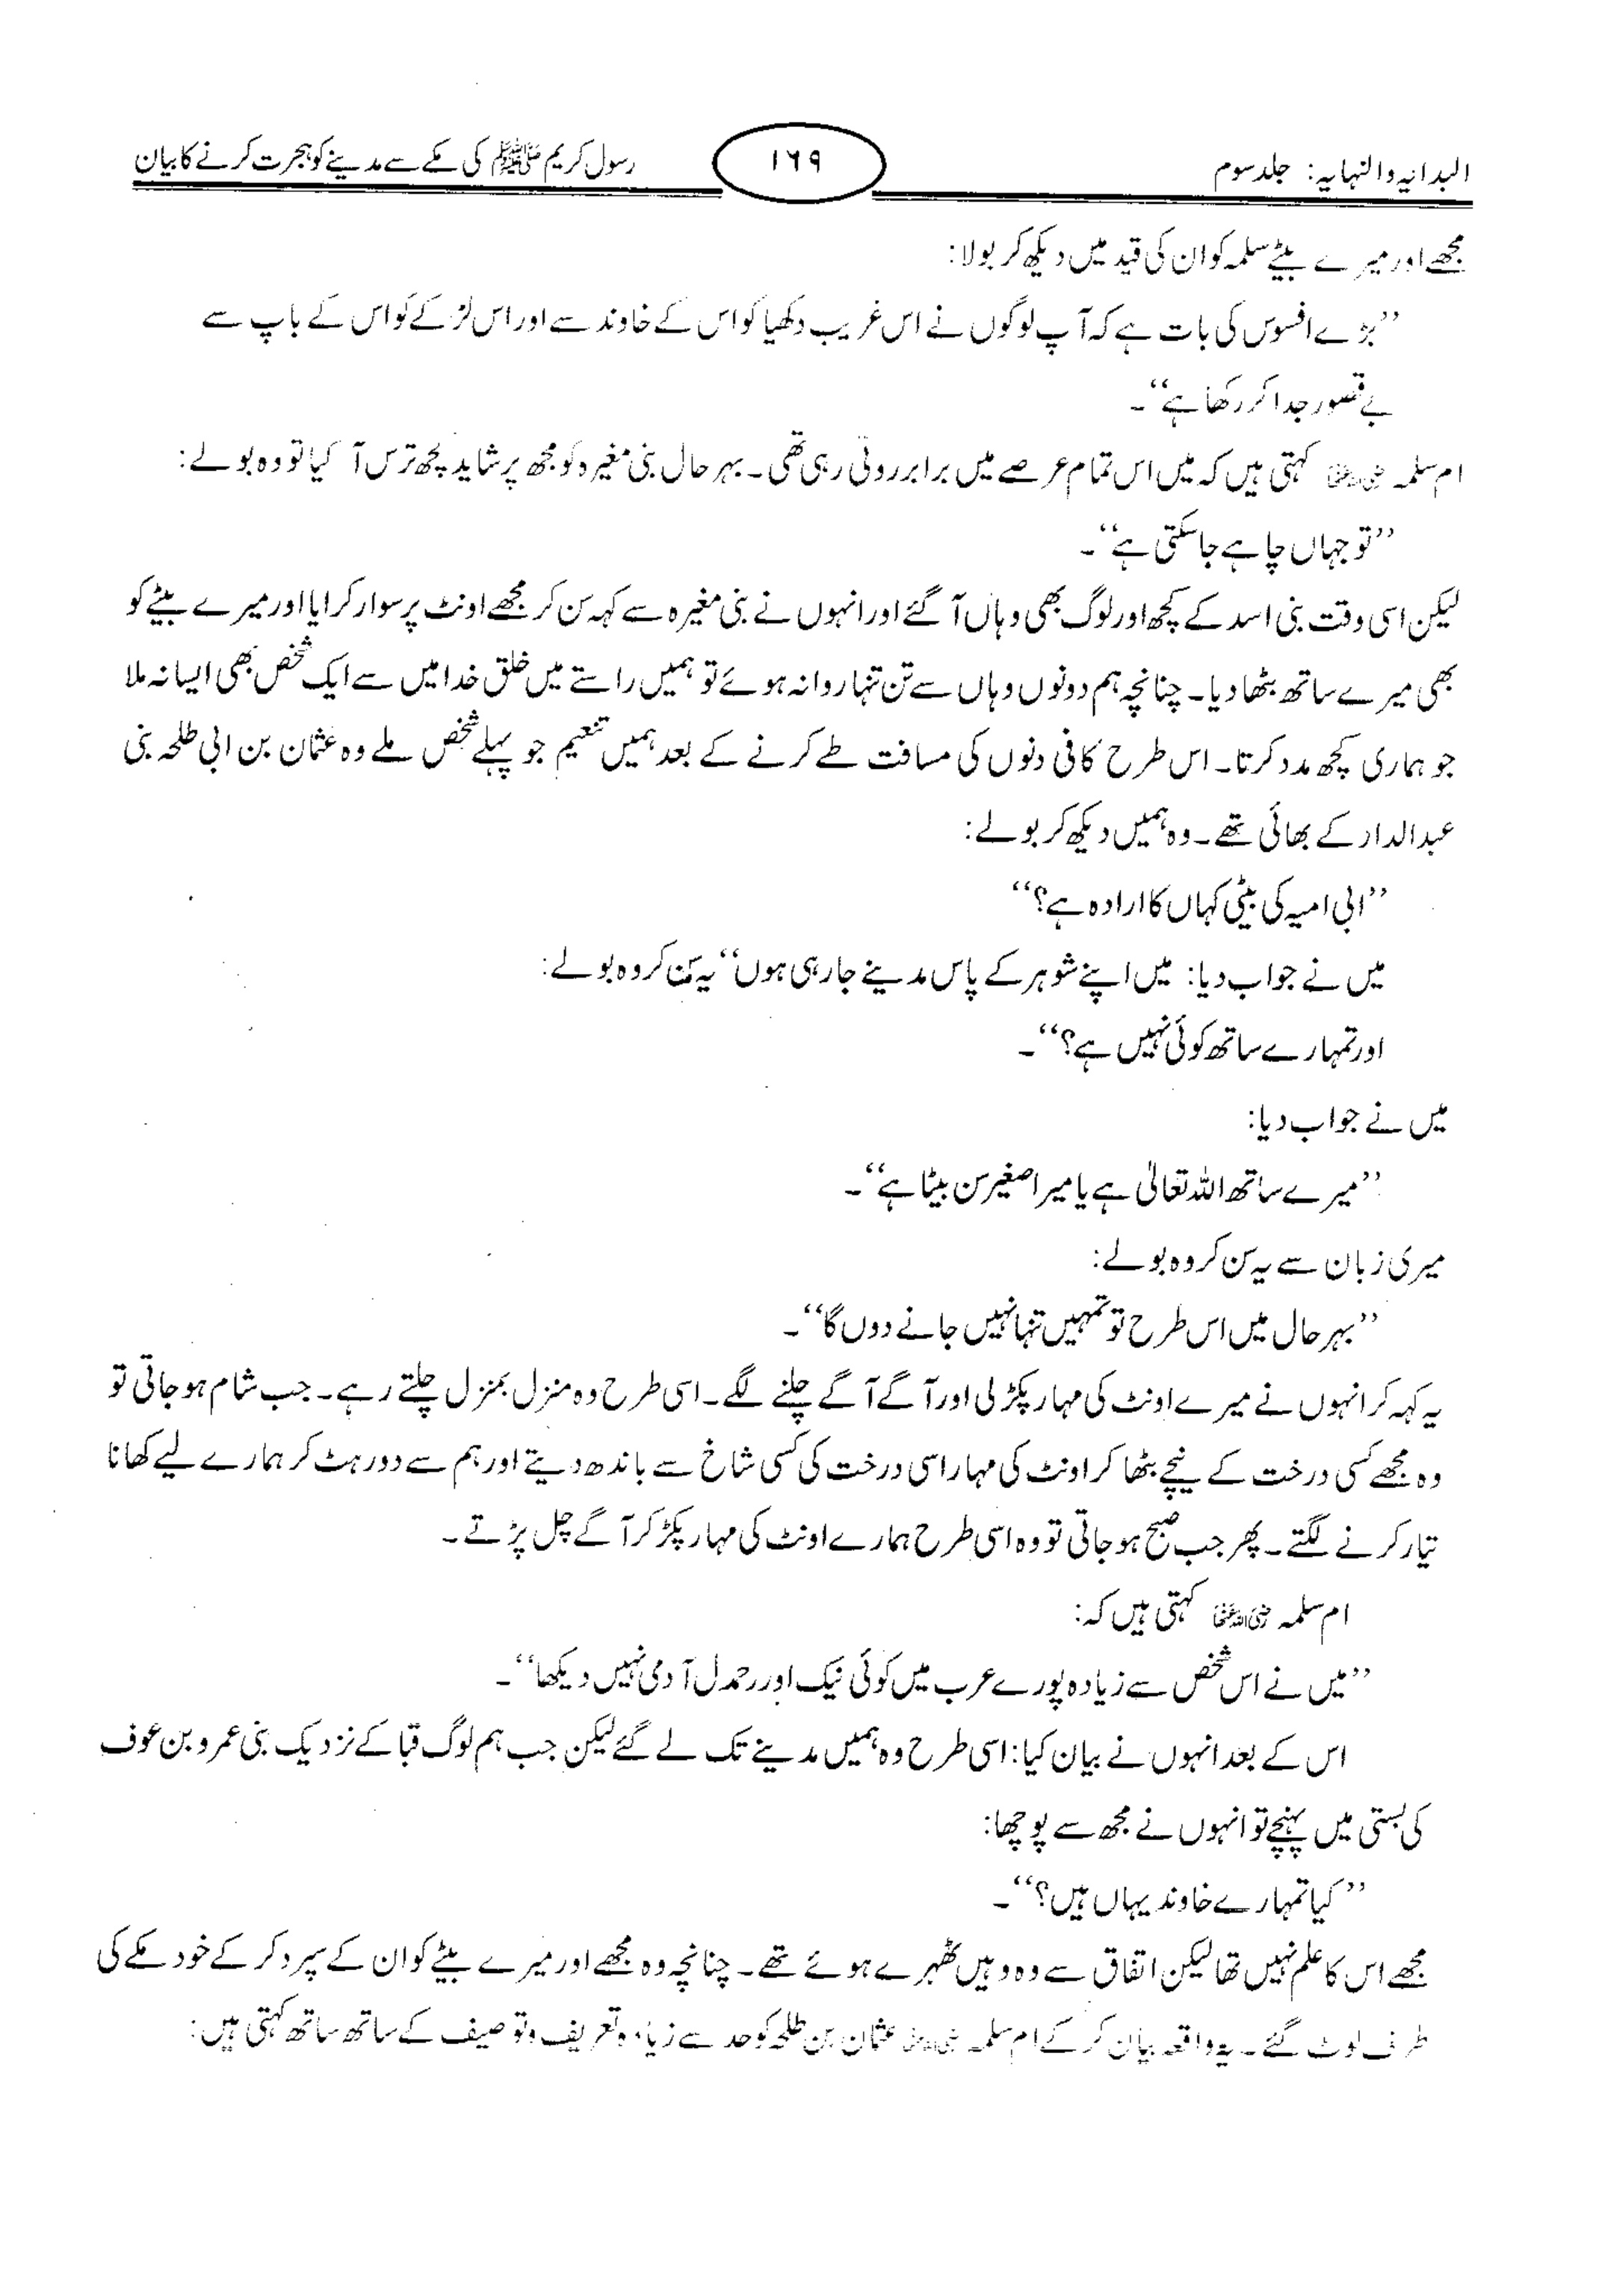 البدایہ والنہایہ: جلد سوم
۱۶۹
رسول کریم ﷺ کی مکے سے مدینے کو ہجرت کرنے کا بیان
مجھے اور میرے بیٹے سلمہ کو ان کی قید میں دیکھ کر بولا:
’’بڑے افسوس کی بات ہے کہ آپ لوگوں نے اس غریب دکھیا کو اس کے خاوند سے اور اس لڑکے کو اس کے باپ سے
بے قصور جدا کر رکھا ہے‘‘۔
ام سلمہ رضی اللہ عنہا کہتی ہیں کہ میں اس تمام عرصے میں برابر روتی رہی تھی۔ بہر حال بنی مغیرہ کو مجھ پر شاید کچھ ترس آ گیا تو وہ بولے:
’’تو جہاں چاہے جا سکتی ہے‘‘۔
لیکن اسی وقت بنی اسد کے کچھ اور لوگ بھی وہاں آ گئے اور انہوں نے بنی مغیرہ سے کہہ سن کر مجھے اونٹ پر سوار کرایا اور میرے بیٹے کو
بھی میرے ساتھ بٹھا دیا۔ چنانچہ ہم دونوں وہاں سے تن تنہا روانہ ہوئے تو ہمیں راستے میں خلق خدا میں سے ایک شخص بھی ایسا نہ ملا
جو ہماری کچھ مدد کرتا۔ اس طرح کافی دنوں کی مسافت طے کرنے کے بعد ہمیں تنعیم جو پہلے شخص ملے وہ عثمان بن ابی طلحہ بنی
عبدالدار کے بھائی تھے۔ وہ ہمیں دیکھ کر بولے:
’’ابی امیہ کی بیٹی کہاں کا ارادہ ہے؟‘‘
میں نے جواب دیا: میں اپنے شوہر کے پاس مدینے جا رہی ہوں‘‘ یہ سن کر وہ بولے:
اور تمہارے ساتھ کوئی نہیں ہے؟‘‘۔
میں نے جواب دیا:
’’میرے ساتھ اللہ تعالیٰ ہے یا میرا صغیر سن بیٹا ہے‘‘۔
میری زبان سے یہ سن کر وہ بولے:
’’بہر حال میں اس طرح تو تمہیں تنہا نہیں جانے دوں گا‘‘۔
یہ کہہ کر انہوں نے میرے اونٹ کی مہار پکڑ لی اور آگے آگے چلنے لگے۔ اسی طرح وہ منزل بمنزل چلتے رہے۔ جب شام ہو جاتی تو
وہ مجھے کسی درخت کے نیچے بٹھا کر اونٹ کی مہار اسی درخت کی کسی شاخ سے باندھ دیتے اور ہم سے دور ہٹ کر ہمارے لیے کھانا
تیار کرنے لگتے۔ پھر جب صبح ہو جاتی تو وہ اسی طرح ہمارے اونٹ کی مہار پکڑ کر آگے چل پڑتے۔
ام سلمہ رضی اللہ عنہا کہتی ہیں کہ:
’’میں نے اس شخص سے زیادہ پورے عرب میں کوئی نیک اور رحمدل آدمی نہیں دیکھا‘‘۔
اس کے بعد انہوں نے بیان کیا: اسی طرح وہ ہمیں مدینے تک لے گئے لیکن جب ہم لوگ قبا کے نزدیک بنی عمرو بن عوف
کی بستی میں پہنچے تو انہوں نے مجھ سے پوچھا:
’’کیا تمہارے خاوند یہاں ہیں؟‘‘۔
مجھے اس کا علم نہیں تھا لیکن اتفاق سے وہ وہیں ٹھہرے ہوئے تھے۔ چنانچہ وہ مجھے اور میرے بیٹے کو ان کے سپرد کر کے خود مکے کی
طرف لوٹ گئے۔ یہ واقعہ بیان کر کے ام سلمہ رضی اللہ عنہا عثمان بن طلحہ کو حد سے زیادہ تعریف و توصیف کے ساتھ ساتھ کہتی ہیں: